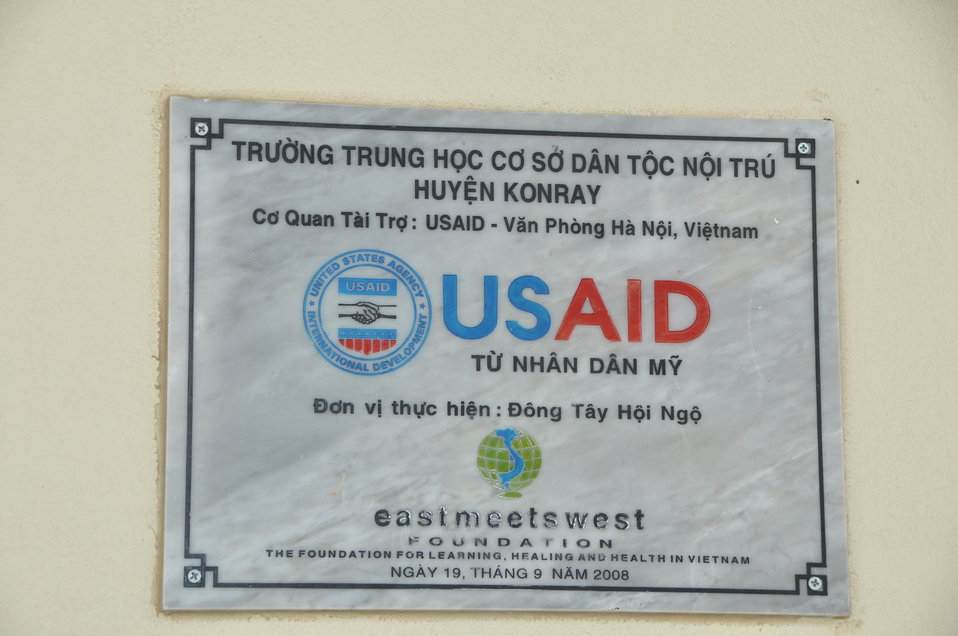 TRƯỜNG TRUNG HỌC CƠ SỞ DÂN TỘC NỘI TRÚ
HUYỆN KONRAY
Cơ Quan Tài Trợ: USAID - Văn Phòng Hà Nội, Việtnam
UNITED STATES AGENCY
USAID
INTERNATIONAL DEVELOPMENT
USAID
TỪ NHÂN DÂN MỸ
Đơn vị thực hiện: Đông Tây Hội Ngộ
eastmeetswest
FOUNDATION
THE FOUNDATION FOR LEARNING, HEALING AND HEALTH IN VIETNAM
NGÀY 19, THÁNG 9 NĂM 2008